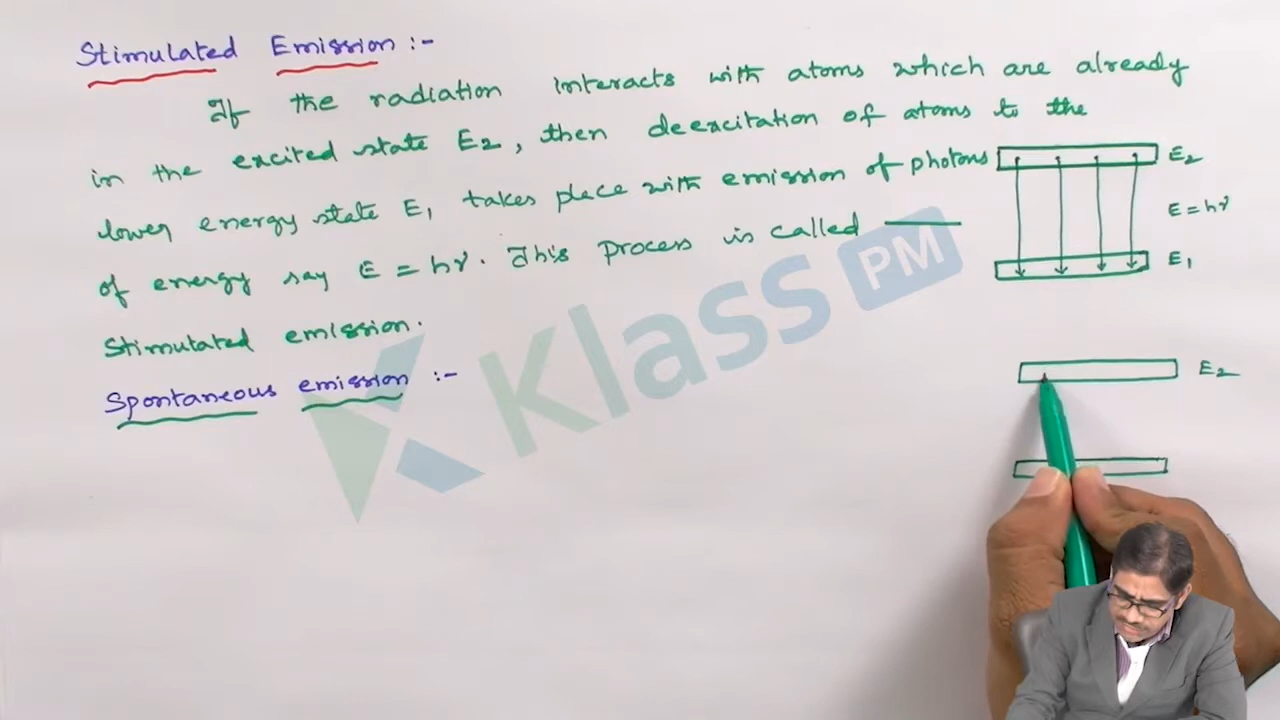 Stimulated Emission :-
If the radiation interacts with atoms which are already
in the excited state E2, then deexcitation of atoms to the
lower energy state E1 takes place with emission of photons
of energy say E = hν. This process is called
Stimulated emission.
Spontaneous emission :-
E2
E = hν
E1
E2
Klass PM